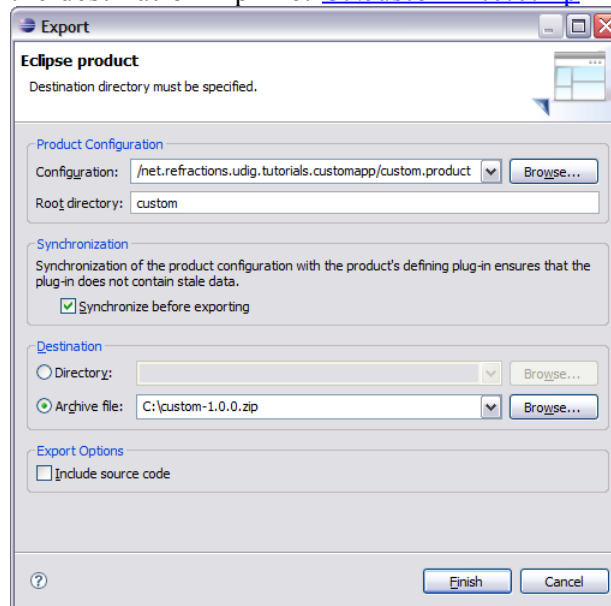 Export
Eclipse product
Destination directory must be specified.
Product Configuration
Configuration: /net.refractions.udig.tutorials.customapp/custom.product Browse...
Root directory: custom
Synchronization
Synchronization of the product configuration with the product's defining plug-in ensures that the
plug-in does not contain stale data.
Synchronize before exporting
Destination
Directory: Browse...
Archive file: C:\custom-1.0.0.zip Browse...
Export Options
Include source code
Finish Cancel